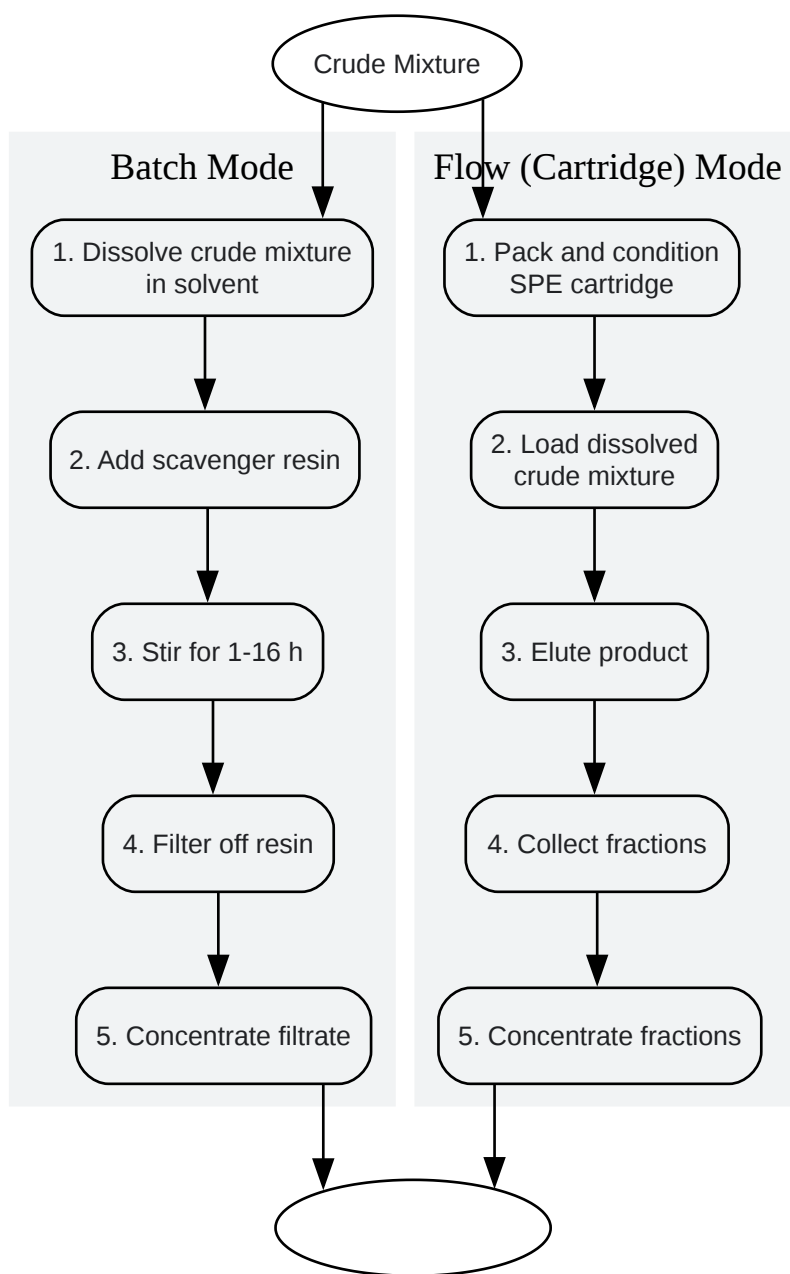 Crude Mixture
Batch Mode
1. Dissolve crude mixture
in solvent
2. Add scavenger resin
3. Stir for 1-16 h
4. Filter off resin
5. Concentrate filtrate
Flow (Cartridge) Mode
1. Pack and condition
SPE cartridge
2. Load dissolved
crude mixture
3. Elute product
4. Collect fractions
5. Concentrate fractions